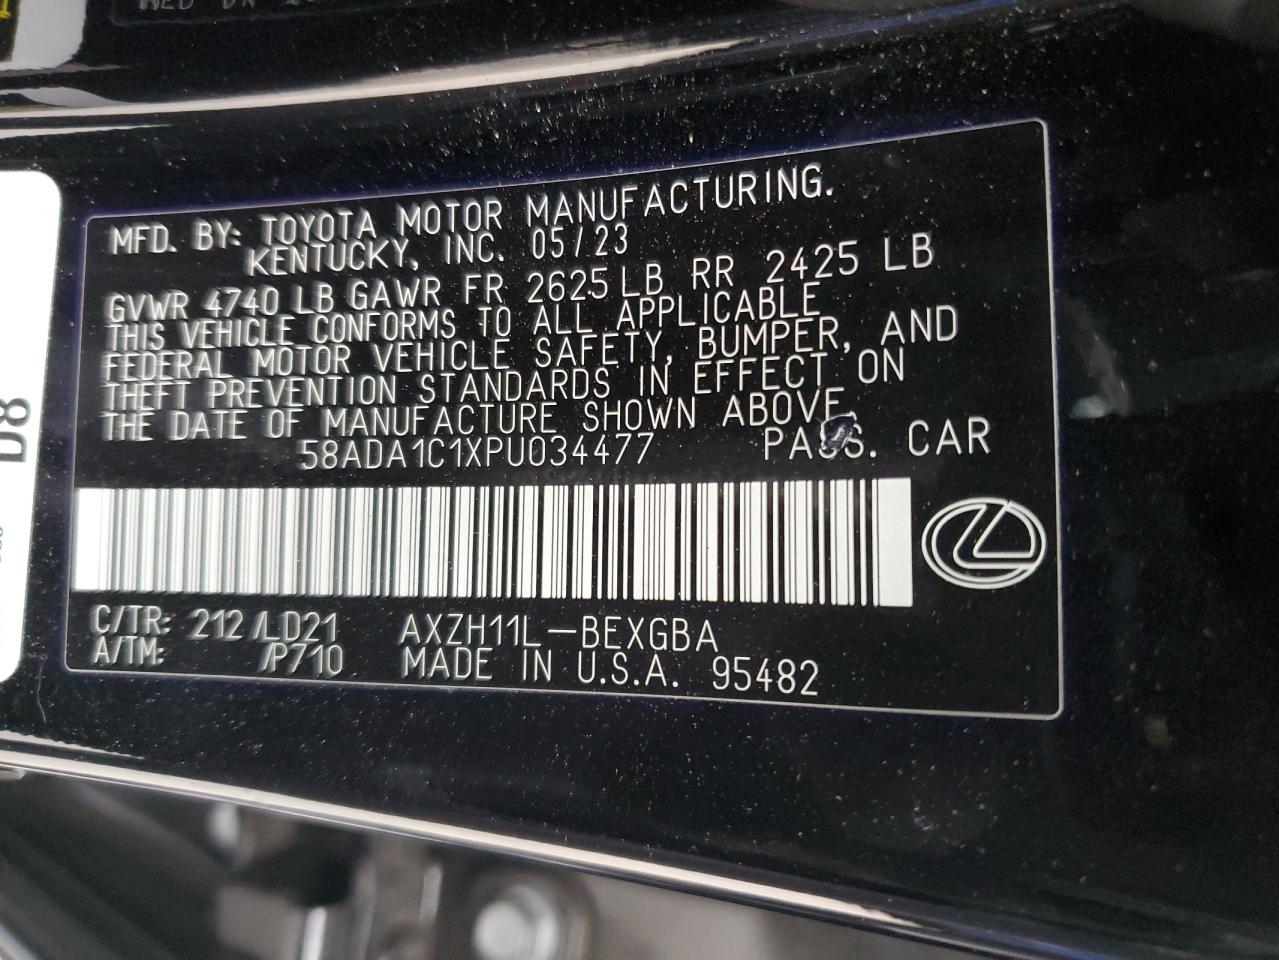 MFD. BY: TOYOTA MOTOR MANUFACTURING.
KENTUCKY, INC. 05/23
GVWR 4740 LB GAWR FR 2625 LB RR 2425 LB
THIS VEHICLE CONFORMS TO ALL APPLICABLE
FEDERAL MOTOR VEHICLE SAFETY, BUMPER, AND
THEFT PREVENTION STANDARDS IN EFFECT ON
THE DATE OF MANUFACTURE SHOWN ABOVE.
58ADA1C1XPU034477 PASS. CAR
C/TR: 212 /LD21 AXZH11L-BEXGBA
A/TM: /P710 MADE IN U.S.A. 95482